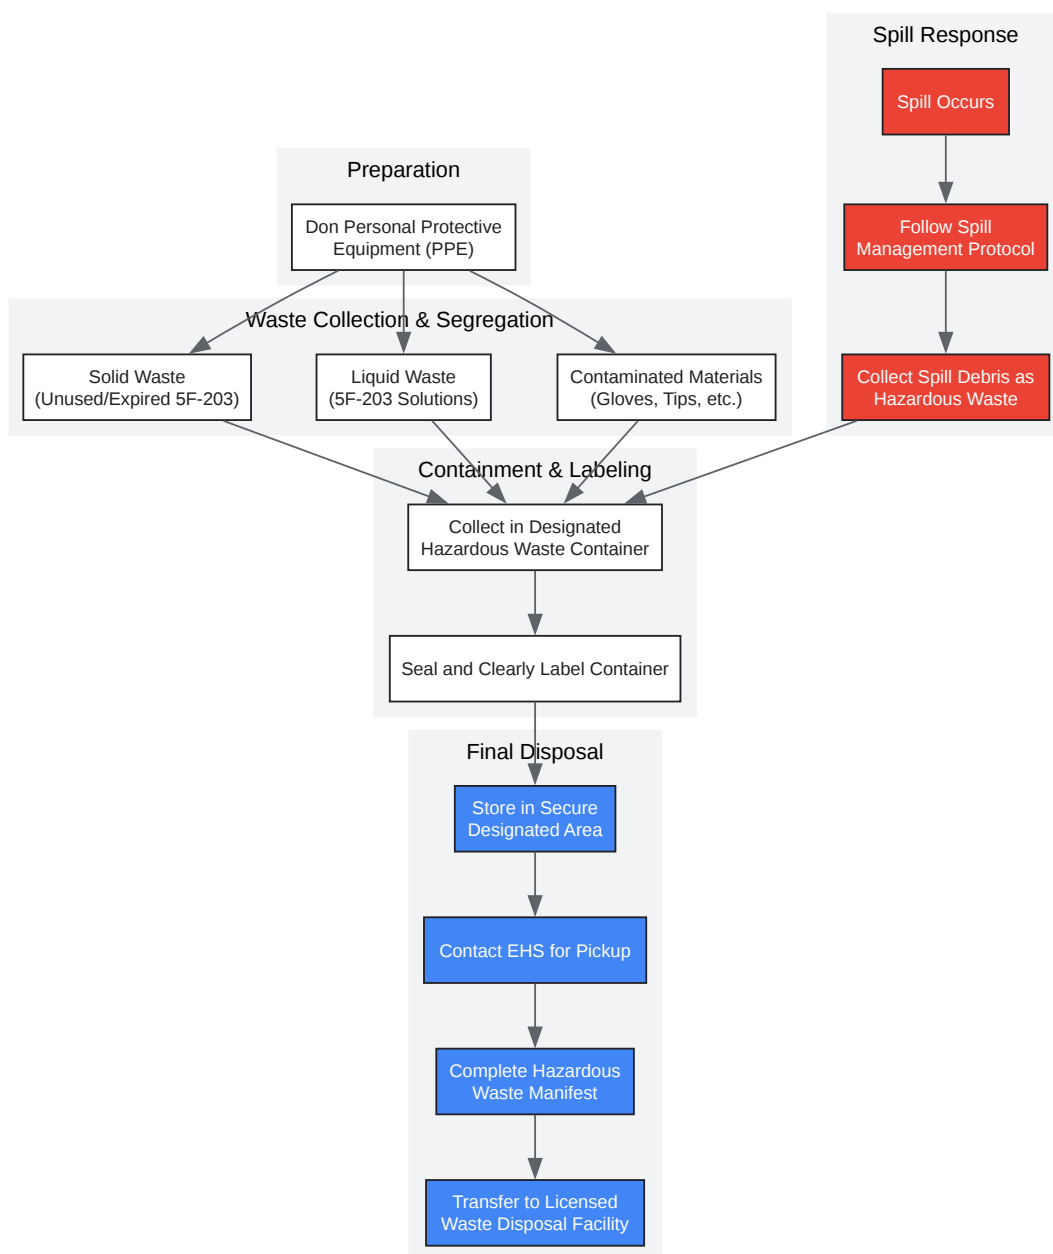 Spill Response
Spill Occurs
Follow Spill
Management Protocol
Collect Spill Debris as
Hazardous Waste
Preparation
Don Personal Protective
Equipment (PPE)
Waste Collection & Segregation
Solid Waste
(Unused/Expired 5F-203)
Liquid Waste
(5F-203 Solutions)
Contaminated Materials
(Gloves, Tips, etc.)
Containment & Labeling
Collect in Designated
Hazardous Waste Container
Seal and Clearly Label Container
Final Disposal
Store in Secure
Designated Area
Contact EHS for Pickup
Complete Hazardous
Waste Manifest
Transfer to Licensed
Waste Disposal Facility